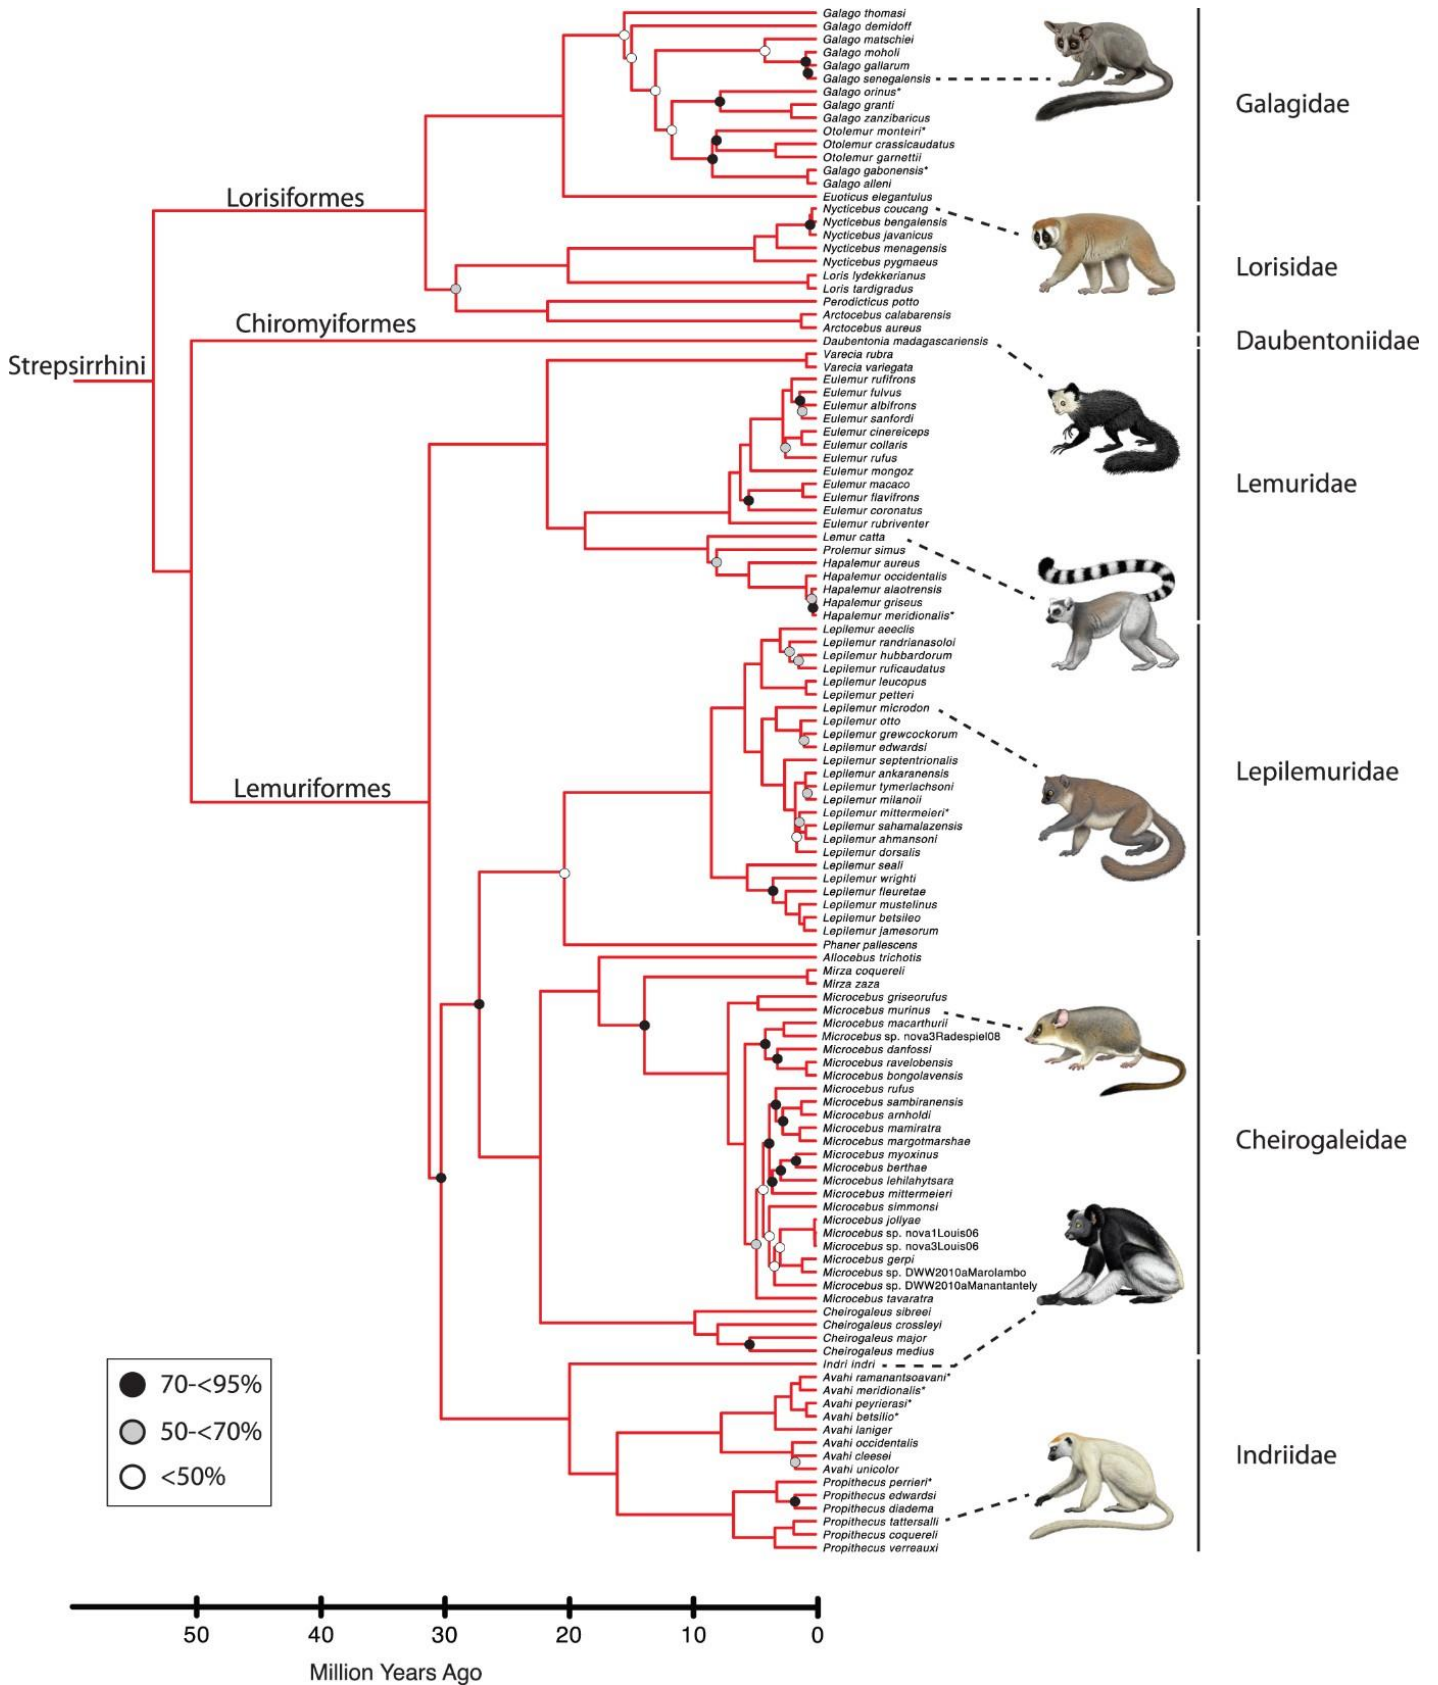 Galago thomasi
Galago demidoff
Galago matschiei
Galago moholi
Galago gallarum
Galago senegalensis
Galago orinus*
Galago granti
Galago zanzibaricus
Otolemur monteiri*
Otolemur crassicaudatus
Otolemur garnettii
Galago gabonensis*
Galago alleni
Euoticus elegantulus
Galagidae
Lorisiformes
Nycticebus coucang
Nycticebus bengalensis
Nycticebus javanicus
Nycticebus menagensis
Nycticebus pygmaeus
Loris lydekkerianus
Loris tardigradus
Perodicticus potto
Arctocebus calabarensis
Arctocebus aureus
Lorisidae
Chiromyiformes
Daubentonia madagascariensis
Daubentoniidae
Strepsirrhini
Varecia rubra
Varecia variegata
Eulemur rufifrons
Eulemur fulvus
Eulemur albifrons
Eulemur sanfordi
Eulemur cinereiceps
Eulemur collaris
Eulemur rufus
Eulemur mongoz
Eulemur macaco
Eulemur flavifrons
Eulemur coronatus
Eulemur rubriventer
Lemur catta
Prolemur simus
Hapalemur aureus
Hapalemur occidentalis
Hapalemur alaotrensis
Hapalemur griseus
Hapalemur meridionalis*
Lemuridae
Lepilemur aeeclis
Lepilemur randrianasoloi
Lepilemur hubbardorum
Lepilemur ruficaudatus
Lepilemur leucopus
Lepilemur petteri
Lepilemur microdon
Lepilemur otto
Lepilemur grewcockorum
Lepilemur edwardsi
Lepilemur septentrionalis
Lepilemur ankaranensis
Lepilemur tymerlachsoni
Lepilemur milanoii
Lepilemur mittermeieri*
Lepilemur sahamalazensis
Lepilemur ahmansoni
Lepilemur dorsalis
Lepilemur seali
Lepilemur wrighti
Lepilemur fleuretae
Lepilemur mustelinus
Lepilemur betsileo
Lepilemur jamesorum
Lepilemuridae
Lemuriformes
Phaner pallescens
Allocebus trichotis
Mirza coquereli
Mirza zaza
Microcebus griseorufus
Microcebus murinus
Microcebus macarthurii
Microcebus sp. nova3Radespiel08
Microcebus danfossi
Microcebus ravelobensis
Microcebus bongolavensis
Microcebus rufus
Microcebus sambiranensis
Microcebus arnholdi
Microcebus mamiratra
Microcebus margotmarshae
Microcebus myoxinus
Microcebus berthae
Microcebus lehilahytsara
Microcebus mittermeieri
Microcebus simmonsi
Microcebus jollyae
Microcebus sp. nova1Louis06
Microcebus sp. nova3Louis06
Microcebus gerpi
Microcebus sp. DWW2010aMarolambo
Microcebus sp. DWW2010aManantantely
Microcebus tavaratra
Cheirogaleus sibreei
Cheirogaleus crossleyi
Cheirogaleus major
Cheirogaleus medius
Cheirogaleidae
Indri indri
Avahi ramanantsoavani*
Avahi meridionalis*
Avahi peyrierasi*
Avahi betsilio*
Avahi laniger
Avahi occidentalis
Avahi cleesei
Avahi unicolor
Propithecus perrieri*
Propithecus edwardsi
Propithecus diadema
Propithecus tattersalli
Propithecus coquereli
Propithecus verreauxi
Indriidae
70-<95%
50-<70%
<50%
50 40 30 20 10 0
Million Years Ago